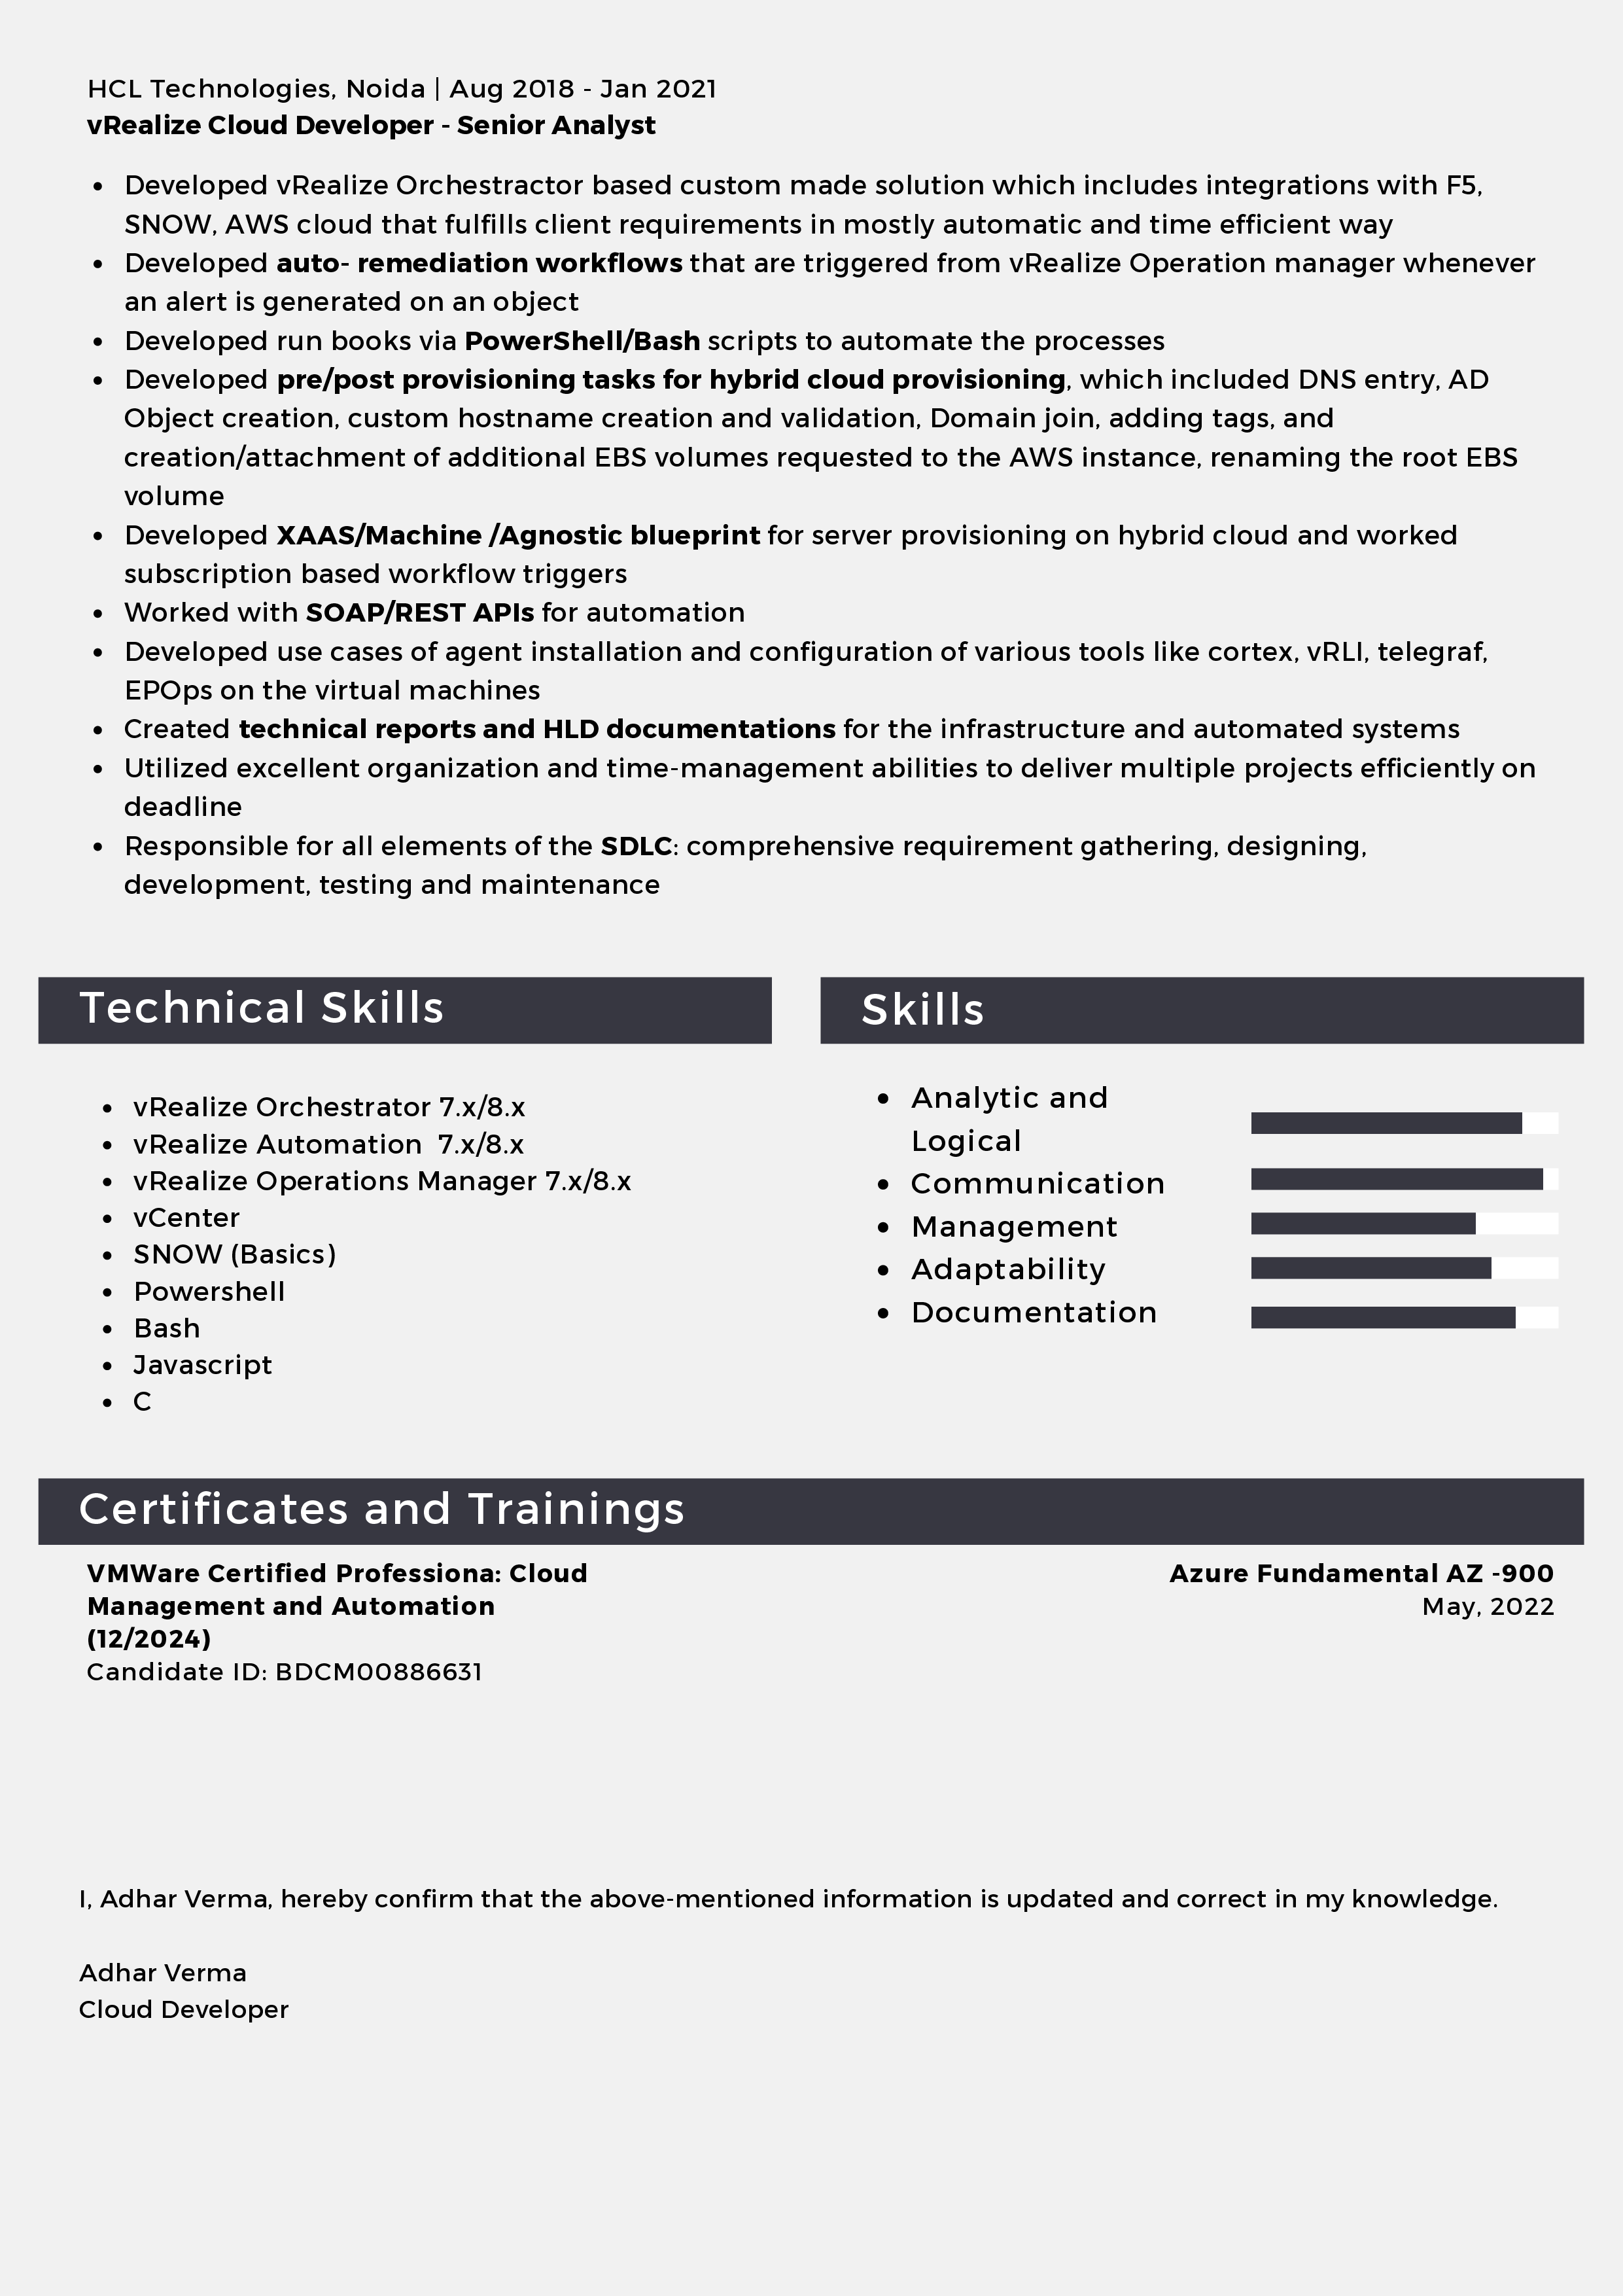 HCL Technologies, Noida | Aug 2018 - Jan 2021
vRealize Cloud Developer - Senior Analyst
• Developed vRealize Orchestractor based custom made solution which includes integrations with F5,
SNOW, AWS cloud that fulfills client requirements in mostly automatic and time efficient way
• Developed auto- remediation workflows that are triggered from vRealize Operation manager whenever
an alert is generated on an object
• Developed run books via PowerShell/Bash scripts to automate the processes
• Developed pre/post provisioning tasks for hybrid cloud provisioning, which included DNS entry, AD
Object creation, custom hostname creation and validation, Domain join, adding tags, and
creation/attachment of additional EBS volumes requested to the AWS instance, renaming the root EBS
volume
• Developed XAAS/Machine /Agnostic blueprint for server provisioning on hybrid cloud and worked
subscription based workflow triggers
• Worked with SOAP/REST APIs for automation
• Developed use cases of agent installation and configuration of various tools like cortex, vRLI, telegraf,
EPOps on the virtual machines
• Created technical reports and HLD documentations for the infrastructure and automated systems
• Utilized excellent organization and time-management abilities to deliver multiple projects efficiently on
deadline
• Responsible for all elements of the SDLC: comprehensive requirement gathering, designing,
development, testing and maintenance
Technical Skills
• vRealize Orchestrator 7.x/8.x
• vRealize Automation  7.x/8.x
• vRealize Operations Manager 7.x/8.x
• vCenter
• SNOW (Basics)
• Powershell
• Bash
• Javascript
• C
Skills
• Analytic and
Logical
• Communication
• Management
• Adaptability
• Documentation
Certificates and Trainings
VMWare Certified Professiona: Cloud
Management and Automation
(12/2024)
Candidate ID: BDCM00886631
Azure Fundamental AZ -900
May, 2022
I, Adhar Verma, hereby confirm that the above-mentioned information is updated and correct in my knowledge.
Adhar Verma
Cloud Developer